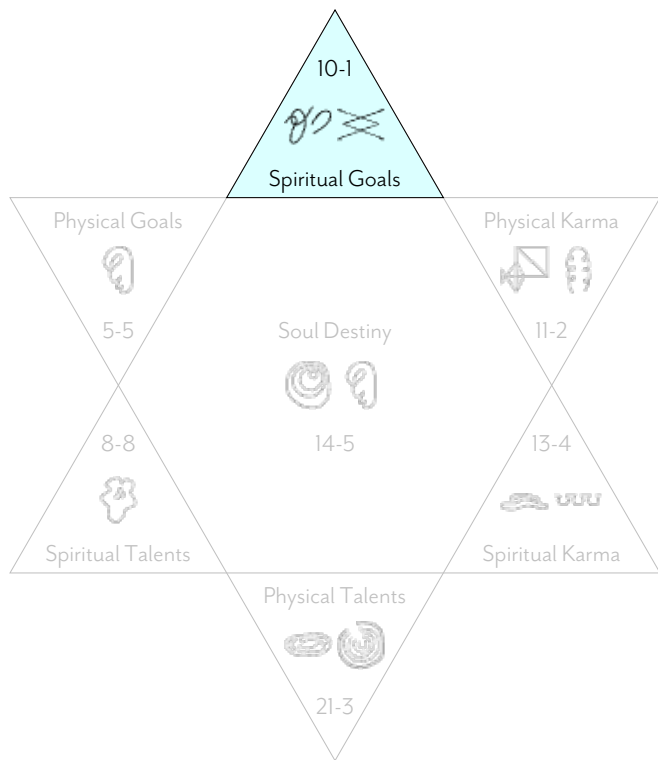 10-1
Spiritual Goals
Physical Goals
5-5
Physical Karma
11-2
Soul Destiny
14-5
8-8
Spiritual Talents
13-4
Spiritual Karma
Physical Talents
21-3